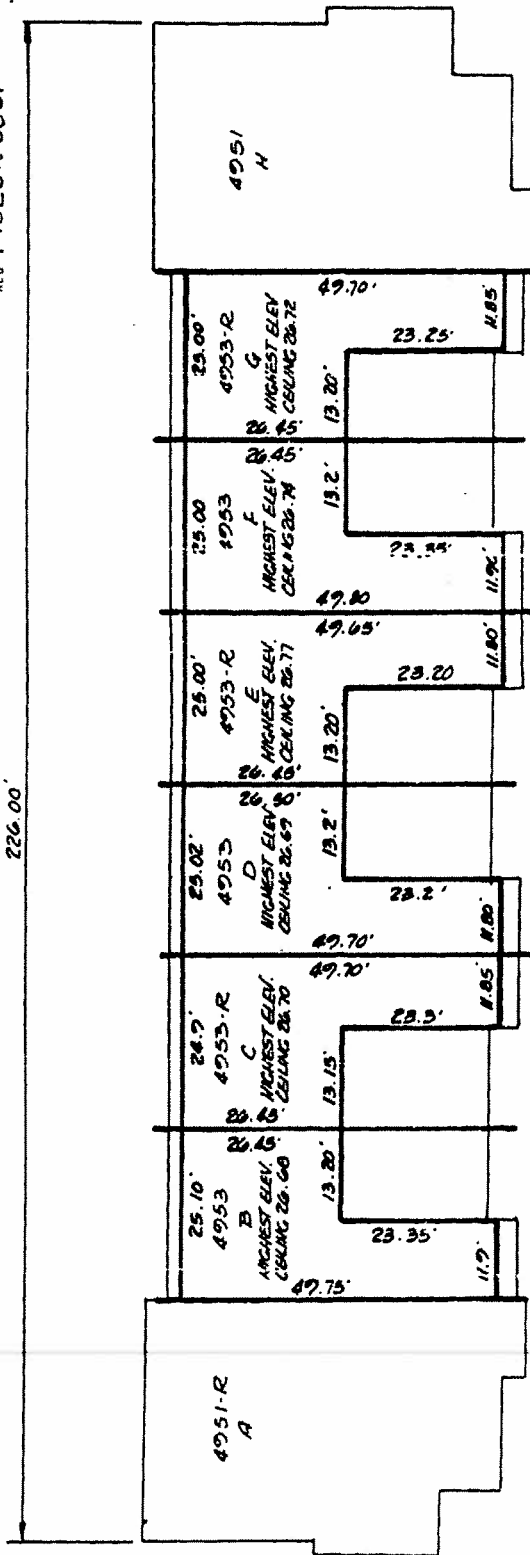 226.00'
4951
H
49.70'
25.00'
4953-R
G
HIGHEST ELEV
CEILING 26.72
26.45'
13.20'
23.25'
11.85'
25.00
4953
F
HIGHEST ELEV.
CEILING 26.74
26.45'
13.2'
23.35'
11.96'
49.80
25.00'
4953-R
E
HIGHEST ELEV.
CEILING 26.77
49.65'
26.45'
13.20'
23.20
11.80'
25.02'
4953
D
HIGHEST ELEV.
CEILING 26.69
26.50'
13.2'
23.2'
11.80'
49.70'
24.9'
4953-R
C
HIGHEST ELEV.
CEILING 26.70
49.70'
26.45'
13.15'
23.3'
11.85'
25.10'
4953
B
HIGHEST ELEV.
CEILING 26.68
26.45'
13.20'
23.35'
11.9'
49.75'
4951-R
A